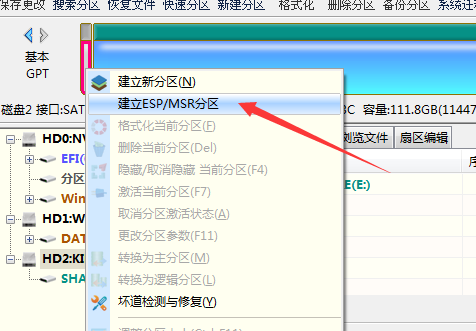 保存更改 搜索分区 恢复文件 快速分区 新建分区 格式化 删除分区 备份分区 系统迁
基本
GPT
磁盘2 接口:SAT
容量:111.8GB(11447
HD0:NV
EFI(
分区
Win
HD1:W
DAT
HD2:KI
SHA
建立新分区(N)
建立ESP/MSR分区
格式化当前分区(F)
删除当前分区(Del)
隐藏/取消隐藏 当前分区(F4)
激活当前分区(F7)
取消分区激活状态(A)
更改分区参数(F11)
转换为主分区(M)
转换为逻辑分区(L)
坏道检测与修复(Y)
浏览文件 扇区编辑
E(E:)